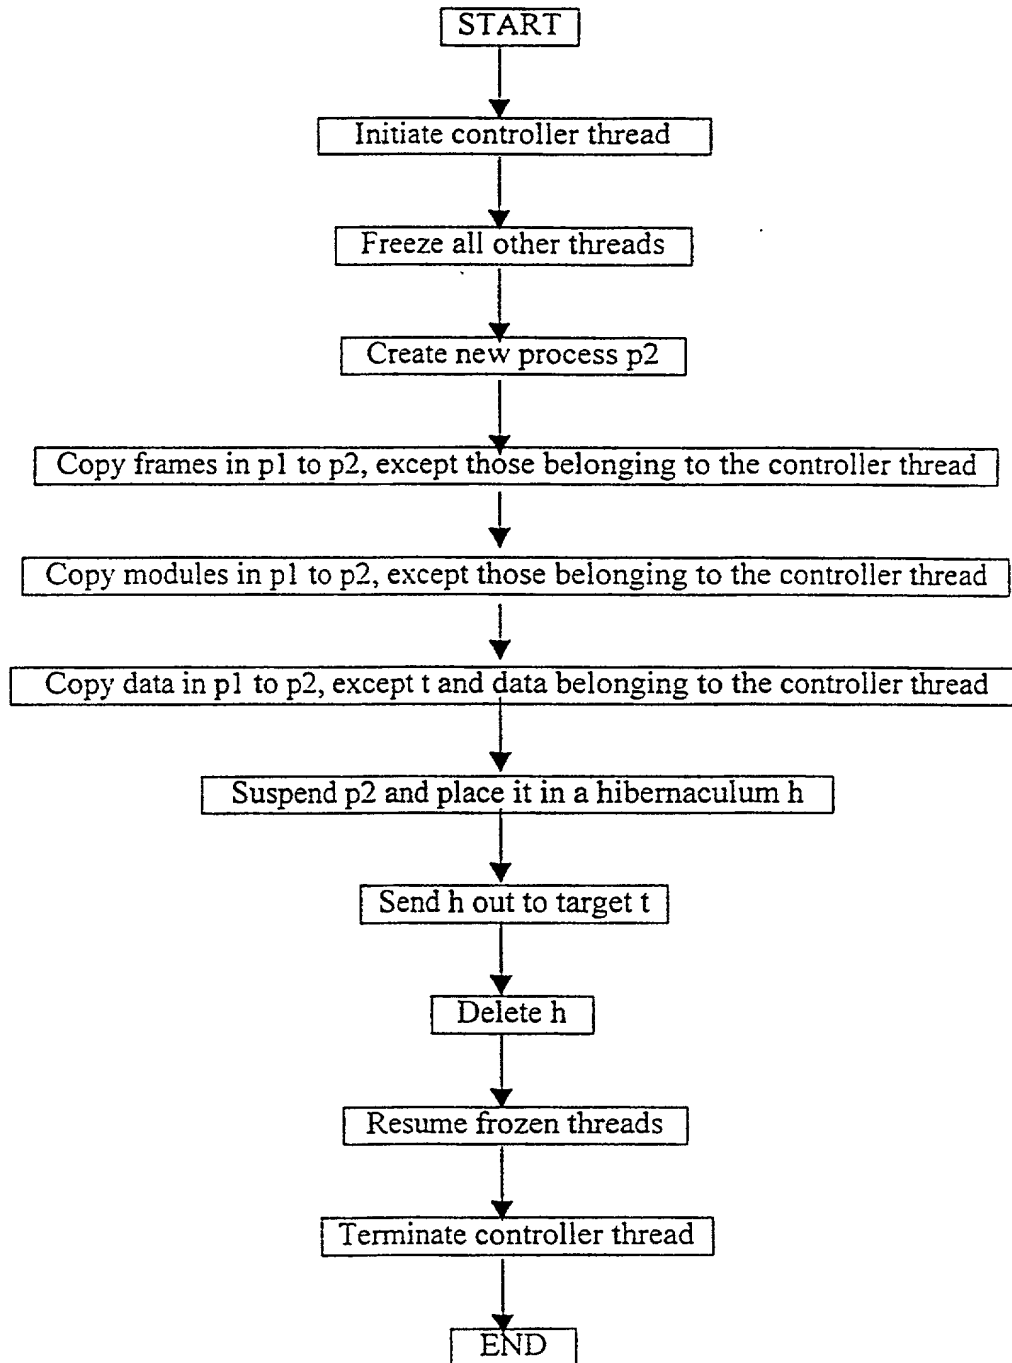 START
Initiate controller thread
Freeze all other threads
Create new process p2
Copy frames in p1 to p2, except those belonging to the controller thread
Copy modules in p1 to p2, except those belonging to the controller thread
Copy data in p1 to p2, except t and data belonging to the controller thread
Suspend p2 and place it in a hibernaculum h
Send h out to target t
Delete h
Resume frozen threads
Terminate controller thread
END